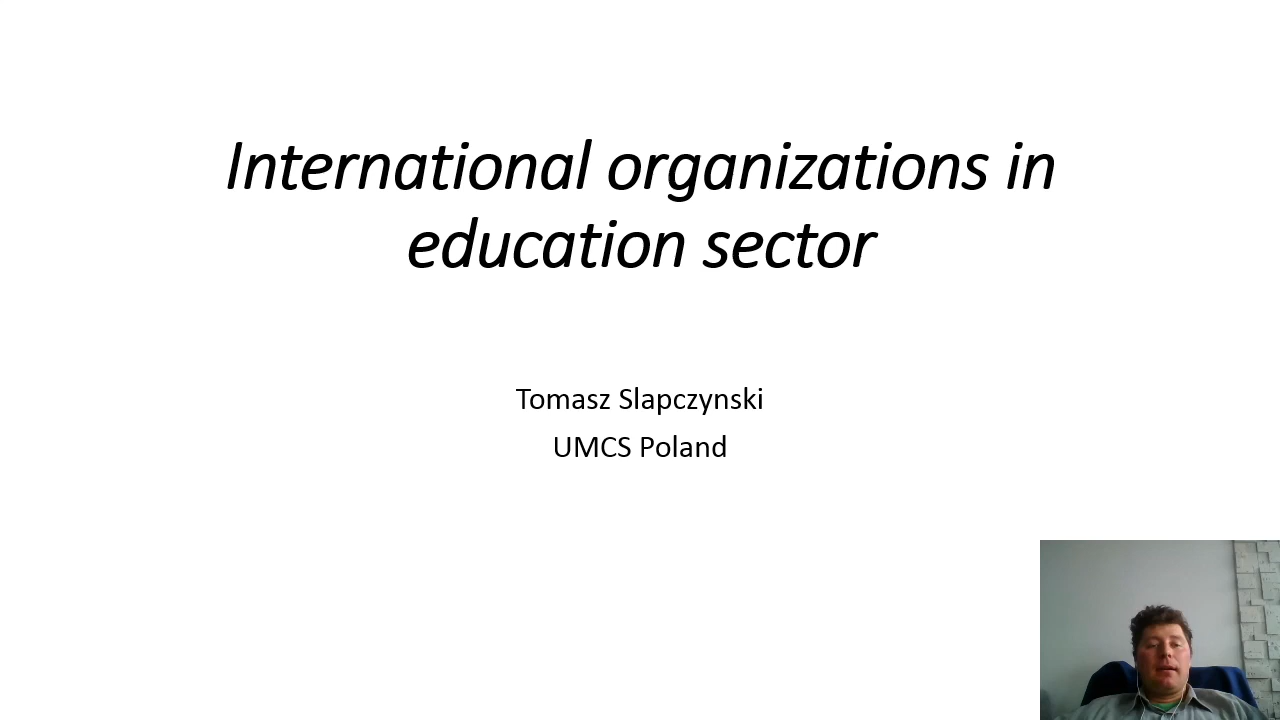 International organizations in
education sector
Tomasz Slapczynski
UMCS Poland